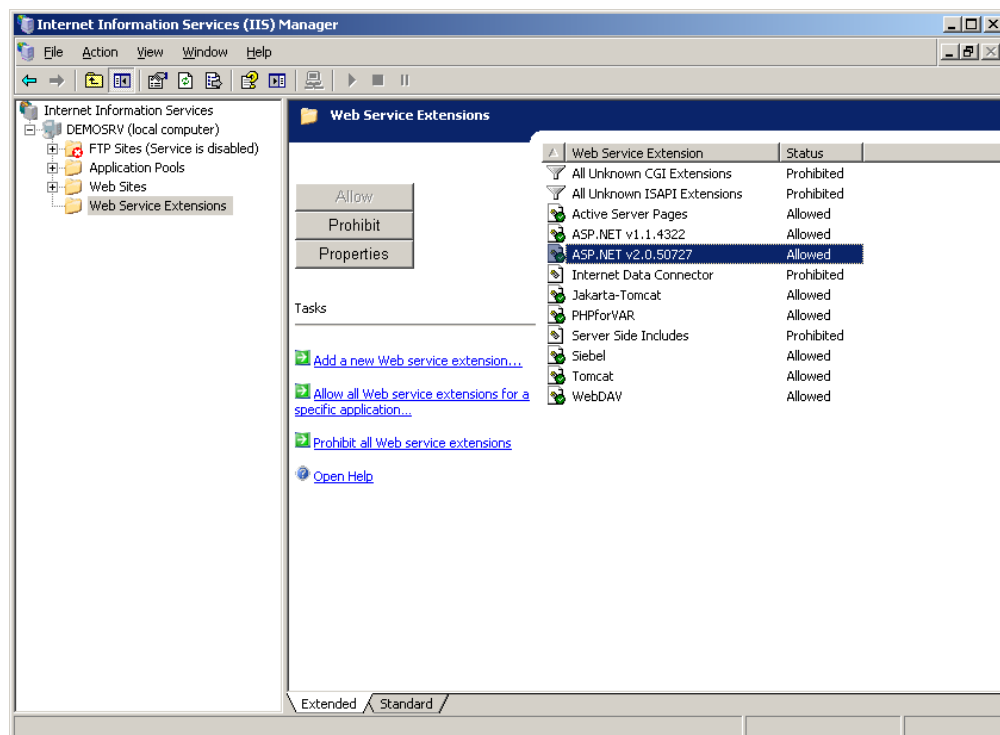 Internet Information Services (IIS) Manager
File Action View Window Help
Internet Information Services
DEMOSRV (local computer)
FTP Sites (Service is disabled)
Application Pools
Web Sites
Web Service Extensions
Web Service Extensions
Allow
Prohibit
Properties
Tasks
Add a new Web service extension...
Allow all Web service extensions for a
specific application...
Prohibit all Web service extensions
Open Help
Web Service Extension Status
All Unknown CGI Extensions Prohibited
All Unknown ISAPI Extensions Prohibited
Active Server Pages Allowed
ASP.NET v1.1.4322 Allowed
ASP.NET v2.0.50727 Allowed
Internet Data Connector Prohibited
Jakarta-Tomcat Allowed
PHPforVAR Allowed
Server Side Includes Prohibited
Siebel Allowed
Tomcat Allowed
WebDAV Allowed
Extended Standard